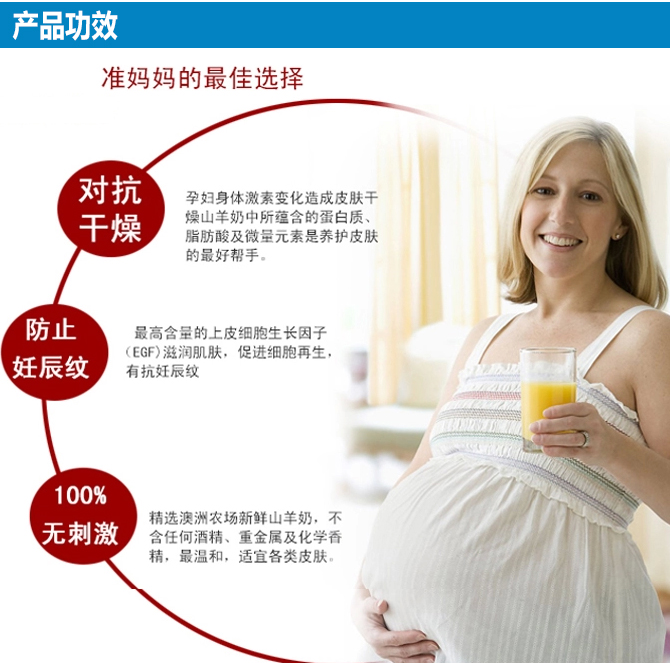 产品功效
准妈妈的最佳选择
对抗
干燥
孕妇身体激素变化造成皮肤干
燥山羊奶中所蕴含的蛋白质、
脂肪酸及微量元素是养护皮肤
的最好帮手。
防止
妊辰纹
最高含量的上皮细胞生长因子
(EGF)滋润肌肤，促进细胞再生，
有抗妊辰纹
100%
无刺激
精选澳洲农场新鲜山羊奶，不
含任何酒精、重金属及化学香
精，最温和，适宜各类皮肤。